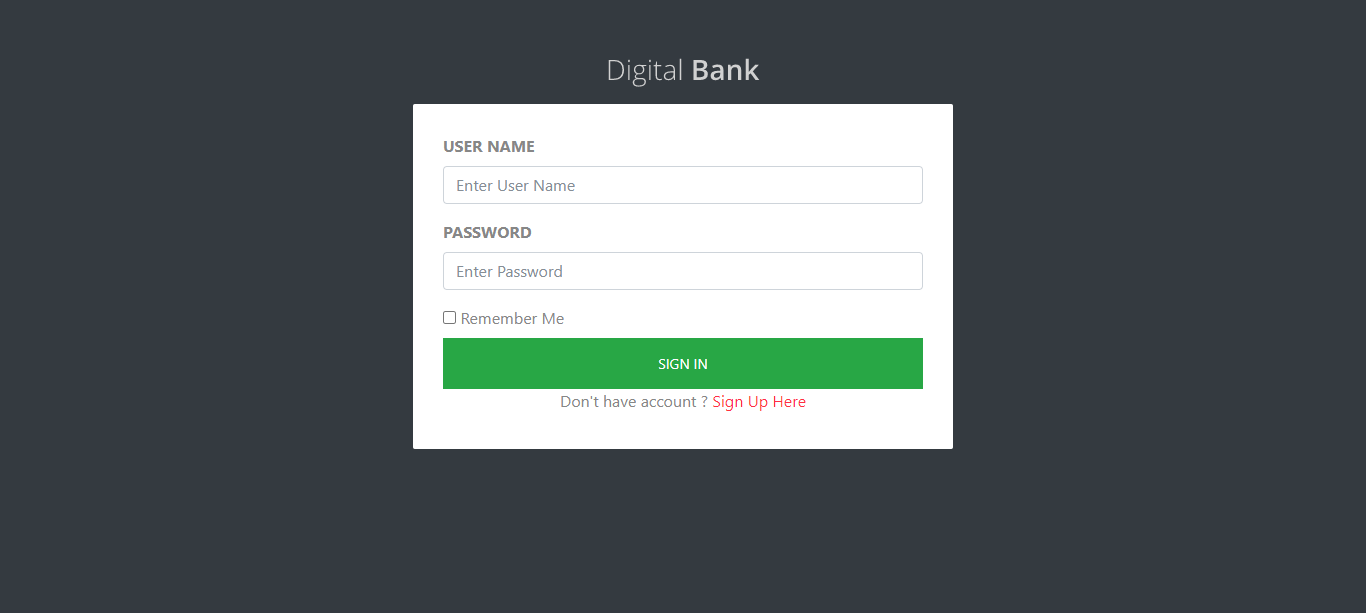 Digital Bank
USER NAME
Enter User Name
PASSWORD
Enter Password
Remember Me
SIGN IN
Don't have account ? Sign Up Here